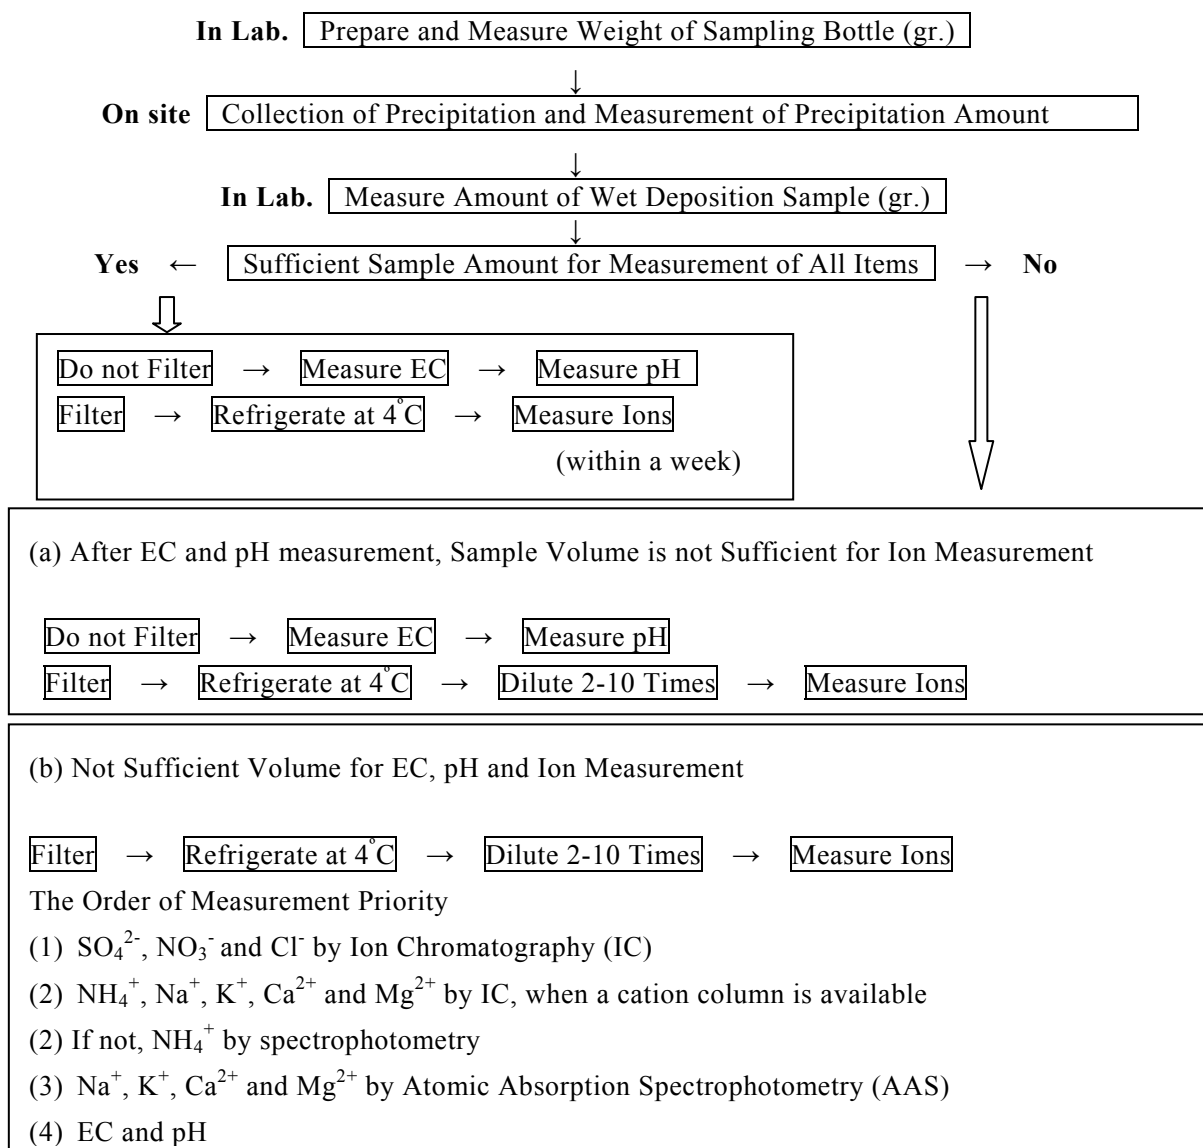 In Lab. Prepare and Measure Weight of Sampling Bottle (gr.)
↓
On site Collection of Precipitation and Measurement of Precipitation Amount
↓
In Lab. Measure Amount of Wet Deposition Sample (gr.)
↓
Yes ← Sufficient Sample Amount for Measurement of All Items → No
Do not Filter → Measure EC → Measure pH
Filter → Refrigerate at 4°C → Measure Ions
(within a week)
(a) After EC and pH measurement, Sample Volume is not Sufficient for Ion Measurement
Do not Filter → Measure EC → Measure pH
Filter → Refrigerate at 4°C → Dilute 2-10 Times → Measure Ions
(b) Not Sufficient Volume for EC, pH and Ion Measurement
Filter → Refrigerate at 4°C → Dilute 2-10 Times → Measure Ions
The Order of Measurement Priority
(1) SO₄²⁻, NO₃⁻ and Cl⁻ by Ion Chromatography (IC)
(2) NH₄⁺, Na⁺, K⁺, Ca²⁺ and Mg²⁺ by IC, when a cation column is available
(2) If not, NH₄⁺ by spectrophotometry
(3) Na⁺, K⁺, Ca²⁺ and Mg²⁺ by Atomic Absorption Spectrophotometry (AAS)
(4) EC and pH